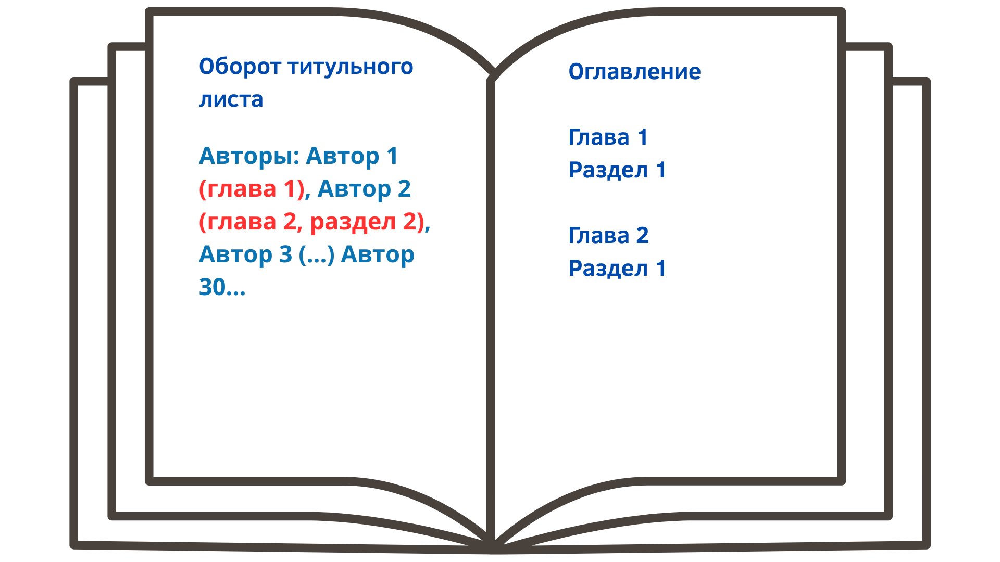 Оборот титульного
листа
Авторы: Автор 1
(глава 1), Автор 2
(глава 2, раздел 2),
Автор 3 (...) Автор
30...
Оглавление
Глава 1
Раздел 1
Глава 2
Раздел 1